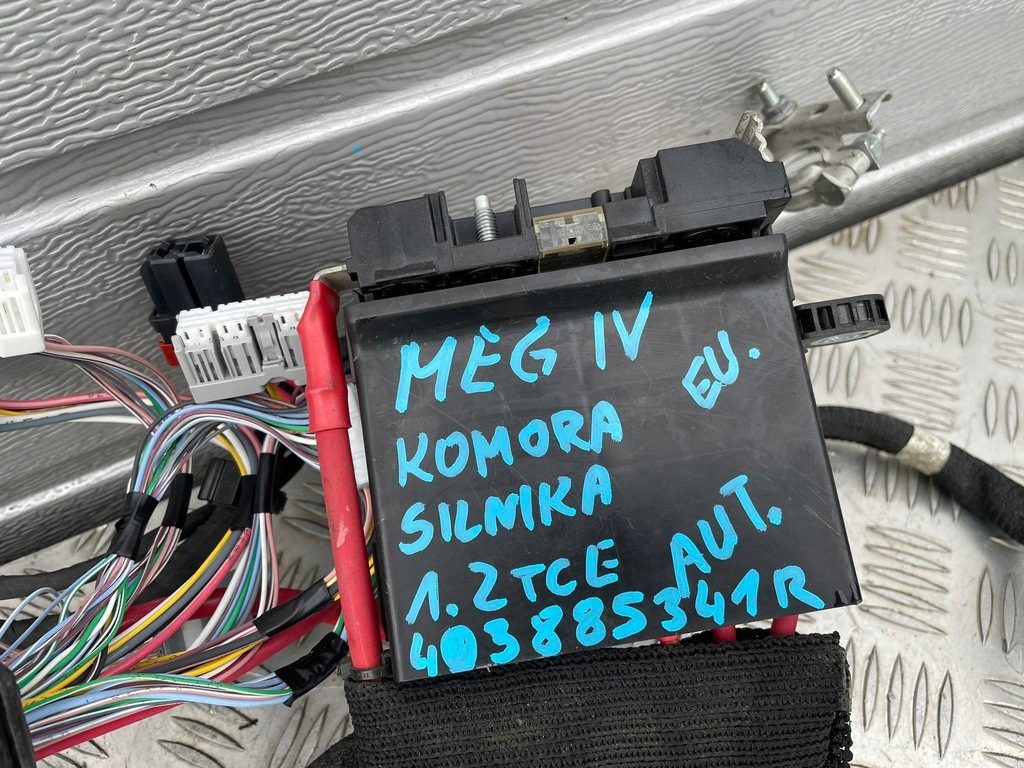 MEG IV EU.
KOMORA
SILNIKA
1.2TCE AUT.
403885341R